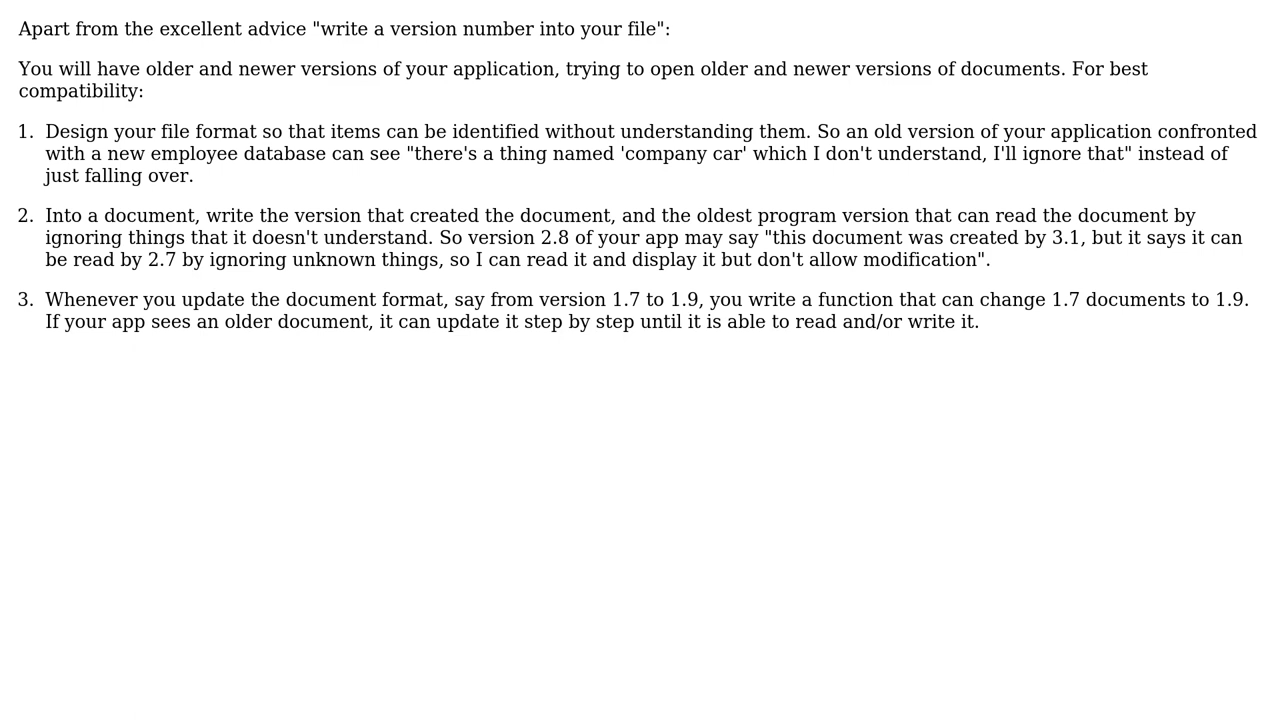 Apart from the excellent advice "write a version number into your file":
You will have older and newer versions of your application, trying to open older and newer versions of documents. For best
compatibility:
1. Design your file format so that items can be identified without understanding them. So an old version of your application confronted
with a new employee database can see "there's a thing named 'company car' which I don't understand, I'll ignore that" instead of
just falling over.
2. Into a document, write the version that created the document, and the oldest program version that can read the document by
ignoring things that it doesn't understand. So version 2.8 of your app may say "this document was created by 3.1, but it says it can
be read by 2.7 by ignoring unknown things, so I can read it and display it but don't allow modification".
3. Whenever you update the document format, say from version 1.7 to 1.9, you write a function that can change 1.7 documents to 1.9.
If your app sees an older document, it can update it step by step until it is able to read and/or write it.